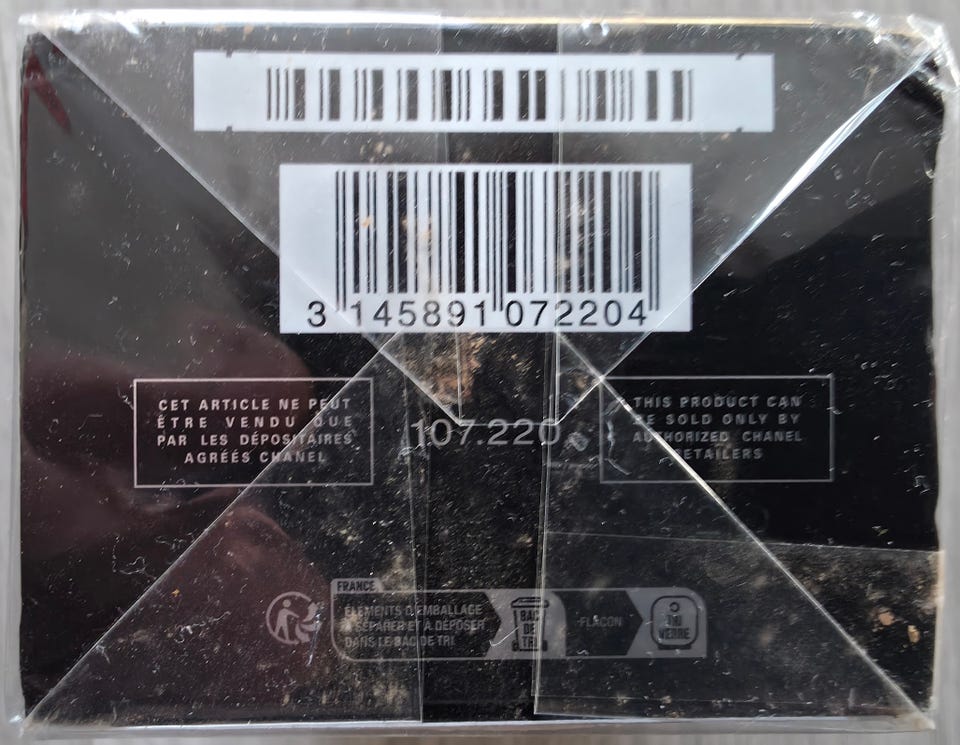 3 145891 072204
CET ARTICLE NE PEUT
ÊTRE VENDU QUE
PAR LES DÉPOSITAIRES
AGRÉÉS CHANEL
107.220
THIS PRODUCT CAN
BE SOLD ONLY BY
AUTHORIZED CHANEL
RETAILERS
FRANCE
ÉLÉMENTS D'EMBALLAGE
À SÉPARER ET À DÉPOSER
DANS LE BAC DE TRI
BAC
DE
TRI
FLACON
TRI
VERRE